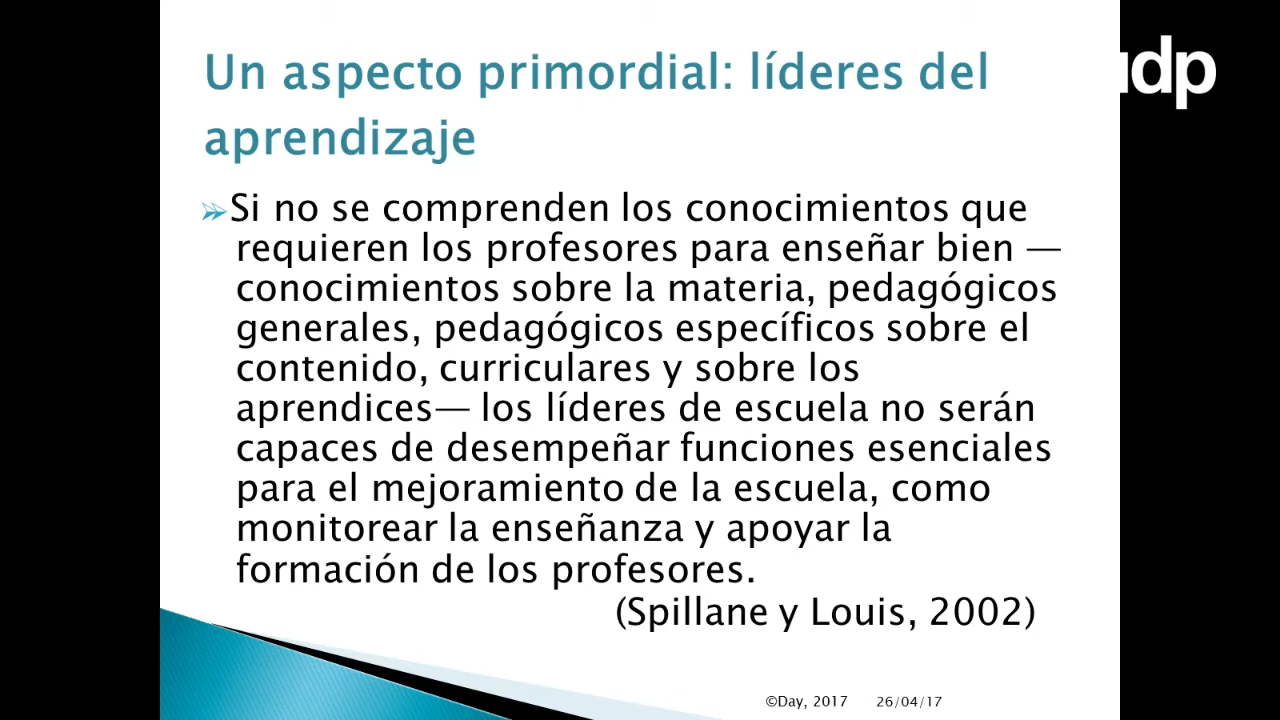 Un aspecto primordial: líderes del
aprendizaje
Si no se comprenden los conocimientos que
requieren los profesores para enseñar bien —
conocimientos sobre la materia, pedagógicos
generales, pedagógicos específicos sobre el
contenido, curriculares y sobre los
aprendices— los líderes de escuela no serán
capaces de desempeñar funciones esenciales
para el mejoramiento de la escuela, como
monitorear la enseñanza y apoyar la
formación de los profesores.
(Spillane y Louis, 2002)
©Day, 2017 26/04/17